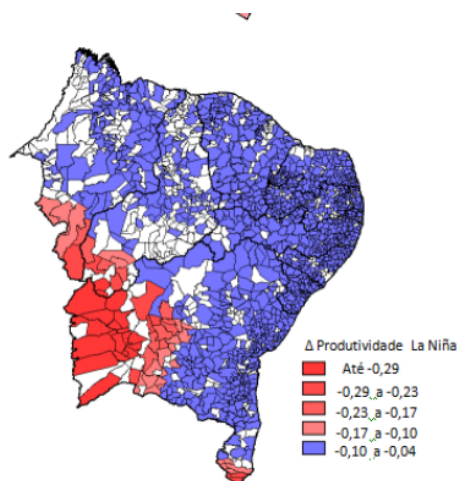 Δ Produtividade La Niña
Até -0,29
-0,29 a -0,23
-0,23 a -0,17
-0,17 a -0,10
-0,10 a -0,04